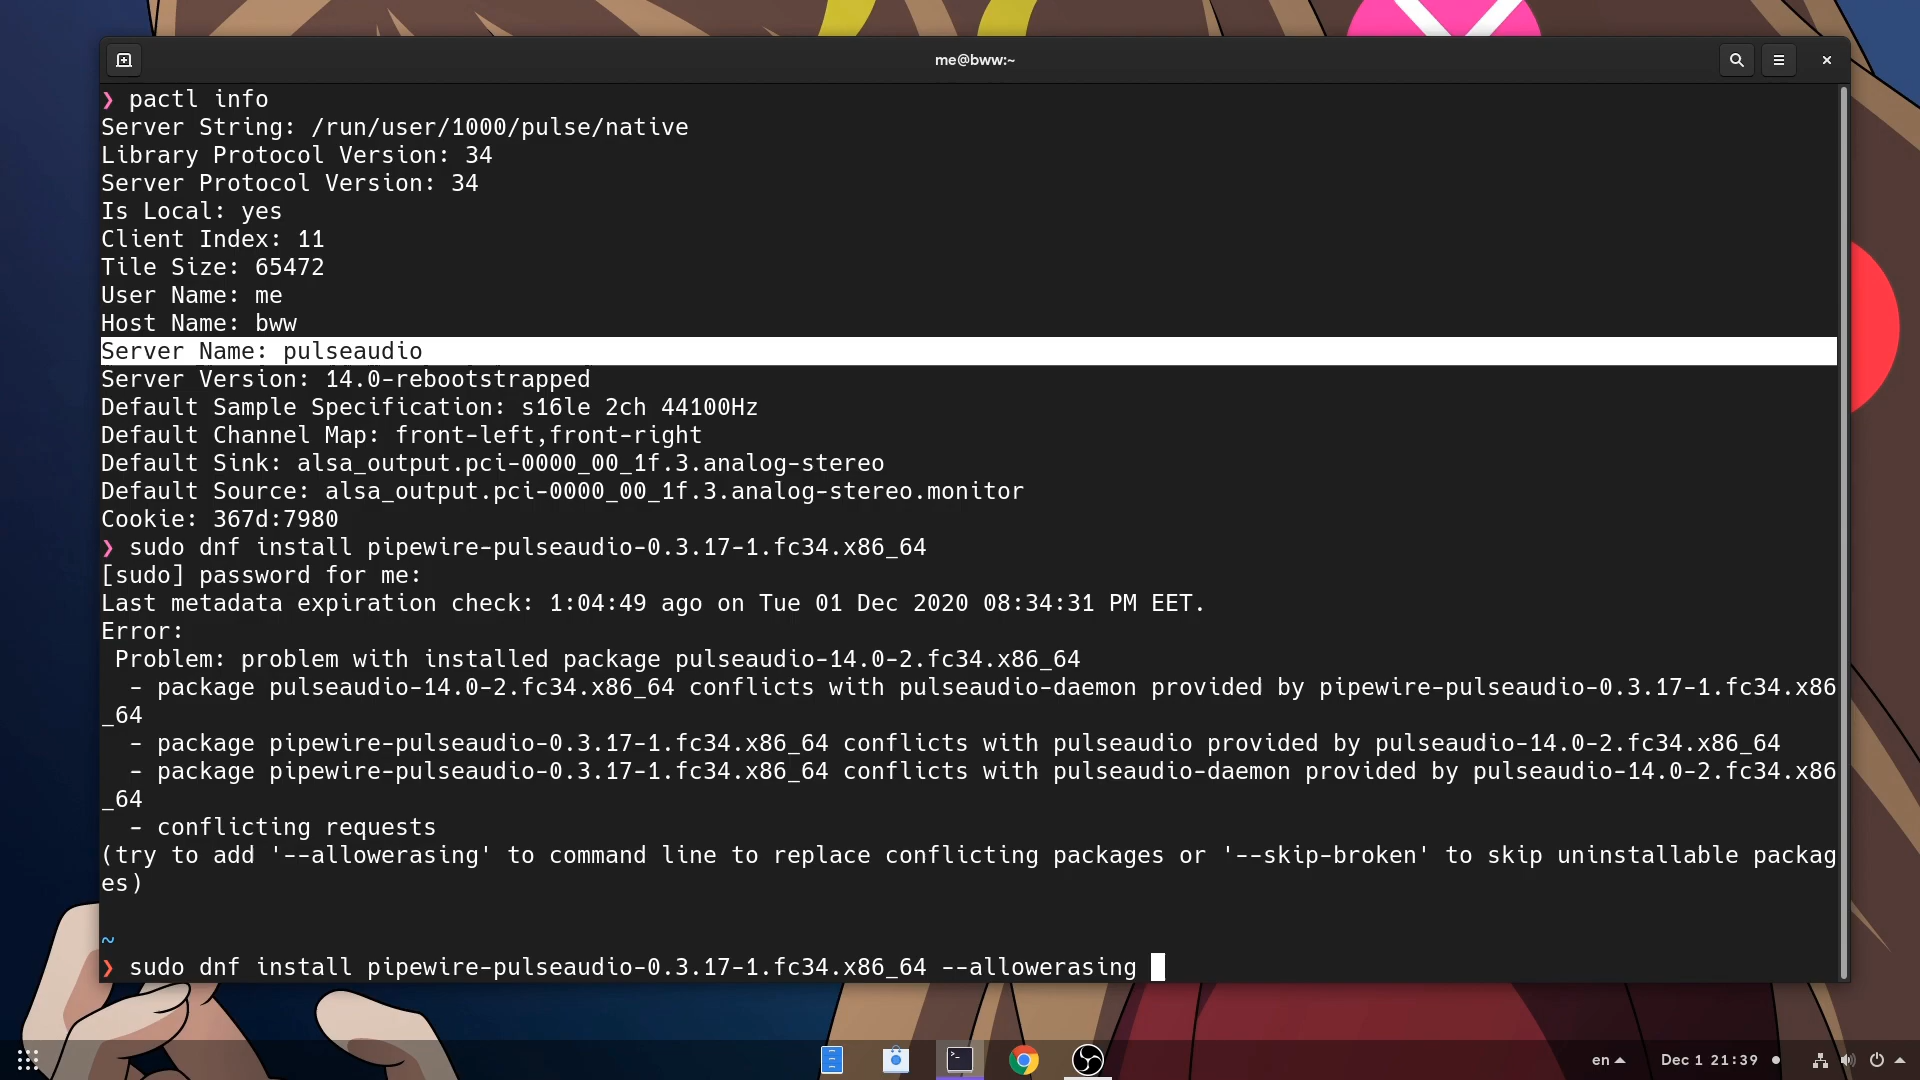 me@bww:~
❯ pactl info
Server String: /run/user/1000/pulse/native
Library Protocol Version: 34
Server Protocol Version: 34
Is Local: yes
Client Index: 11
Tile Size: 65472
User Name: me
Host Name: bww
Server Name: pulseaudio
Server Version: 14.0-rebootstrapped
Default Sample Specification: s16le 2ch 44100Hz
Default Channel Map: front-left,front-right
Default Sink: alsa_output.pci-0000_00_1f.3.analog-stereo
Default Source: alsa_output.pci-0000_00_1f.3.analog-stereo.monitor
Cookie: 367d:7980
❯ sudo dnf install pipewire-pulseaudio-0.3.17-1.fc34.x86_64
[sudo] password for me:
Last metadata expiration check: 1:04:49 ago on Tue 01 Dec 2020 08:34:31 PM EET.
Error:
 Problem: problem with installed package pulseaudio-14.0-2.fc34.x86_64
  - package pulseaudio-14.0-2.fc34.x86_64 conflicts with pulseaudio-daemon provided by pipewire-pulseaudio-0.3.17-1.fc34.x86
_64
  - package pipewire-pulseaudio-0.3.17-1.fc34.x86_64 conflicts with pulseaudio provided by pulseaudio-14.0-2.fc34.x86_64
  - package pipewire-pulseaudio-0.3.17-1.fc34.x86_64 conflicts with pulseaudio-daemon provided by pulseaudio-14.0-2.fc34.x86
_64
  - conflicting requests
(try to add '--allowerasing' to command line to replace conflicting packages or '--skip-broken' to skip uninstallable packag
es)
~
❯ sudo dnf install pipewire-pulseaudio-0.3.17-1.fc34.x86_64 --allowerasing
en Dec 1 21:39